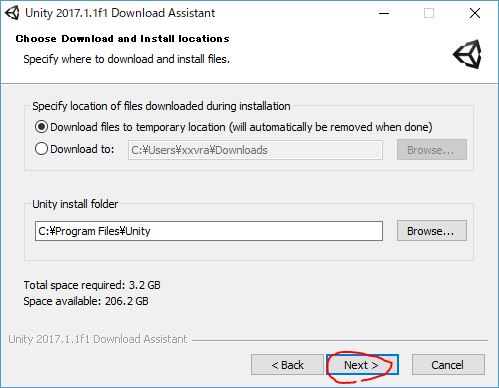 Unity 2017.1.1f1 Download Assistant
Choose Download and Install locations
Specify where to download and install files.
Specify location of files downloaded during installation
Download files to temporary location (will automatically be removed when done)
Download to: C:¥Users¥xxvra¥Downloads Browse...
Unity install folder
C:¥Program Files¥Unity Browse...
Total space required: 3.2 GB
Space available: 206.2 GB
Unity 2017.1.1f1 Download Assistant
< Back Next > Cancel